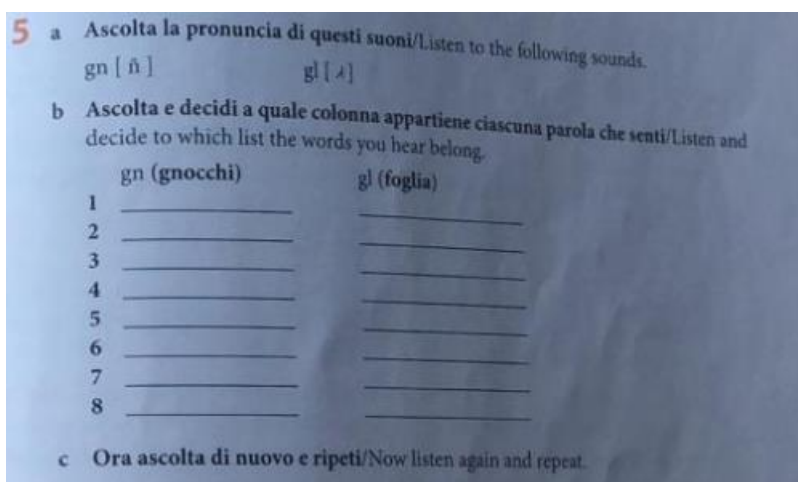 5 a Ascolta la pronuncia di questi suoni/Listen to the following sounds.
gn [ ñ ] gl [ ʎ ]
b Ascolta e decidi a quale colonna appartiene ciascuna parola che senti/Listen and
decide to which list the words you hear belong.
gn (gnocchi) gl (foglia)
1
2
3
4
5
6
7
8
c Ora ascolta di nuovo e ripeti/Now listen again and repeat.